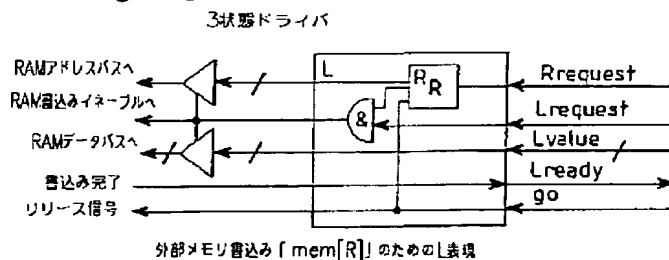 3状態ドライバ
RAMアドレスバスへ
L
R
R
Rrequest
RAM書込みイネーブルへ
&
Lrequest
RAMデータバスへ
Lvalue
書込み完了
Lready
リリース信号
go
外部メモリ書込み「mem[R]」のためのL表現